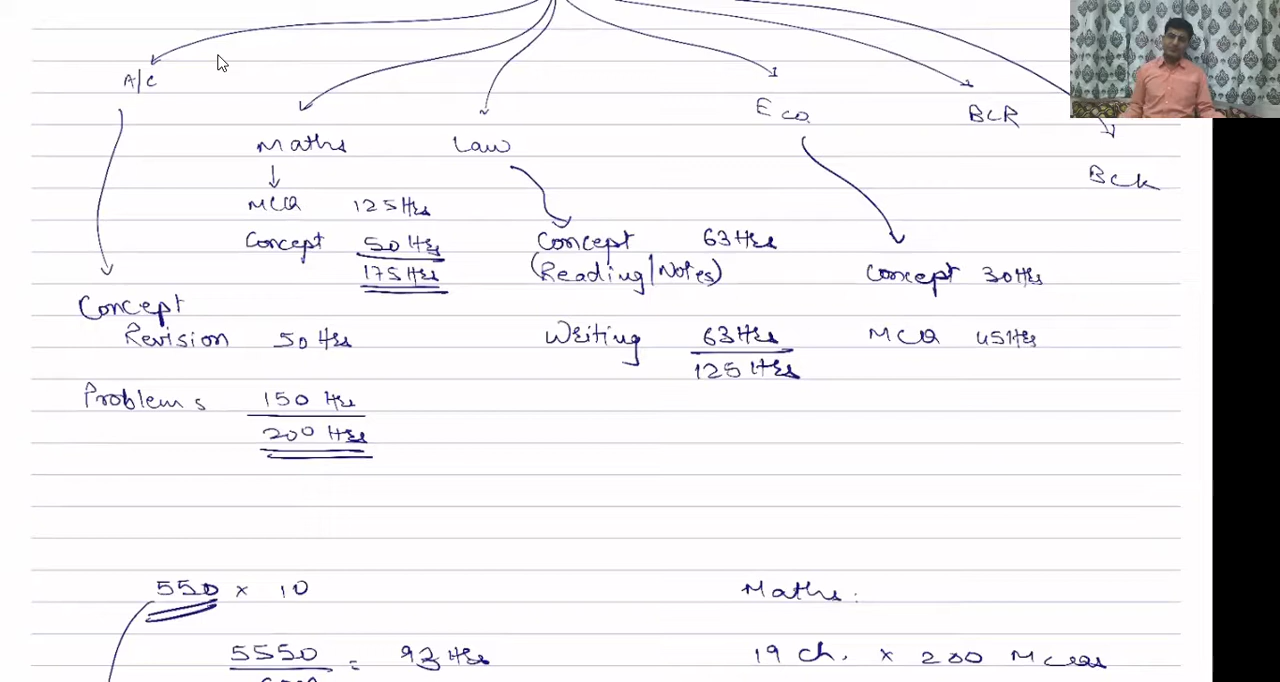 A/C
Maths
Law
Eco
BCR
BCK
MCQ 125 Hrs
Concept 50 Hrs
175 Hrs
Concept 63 Hrs
(Reading/Notes)
Writing 63 Hrs
125 Hrs
Concept 30 Hrs
MCQ 45 Hrs
Concept
Revision 50 Hrs
Problems 150 Hrs
200 Hrs
550 × 10
5550 = 93 Hrs
Maths:
19 ch. × 200